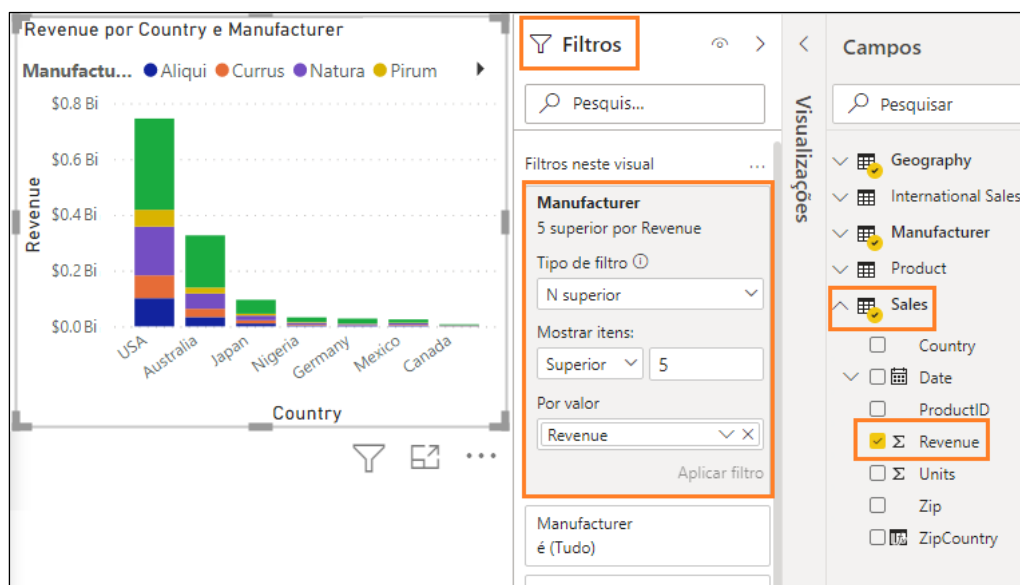 Revenue por Country e Manufacturer
Manufactu... Aliqui Currus Natura Pirum
$0.8 Bi
$0.6 Bi
$0.4 Bi
$0.2 Bi
$0.0 Bi
Revenue
USA
Australia
Japan
Nigeria
Germany
Mexico
Canada
Country
Filtros
Pesquis...
Filtros neste visual
Manufacturer
5 superior por Revenue
Tipo de filtro
N superior
Mostrar itens:
Superior 5
Por valor
Revenue
Aplicar filtro
Manufacturer
é (Tudo)
Visualizações
Campos
Pesquisar
Geography
International Sales
Manufacturer
Product
Sales
Country
Date
ProductID
Revenue
Units
Zip
ZipCountry